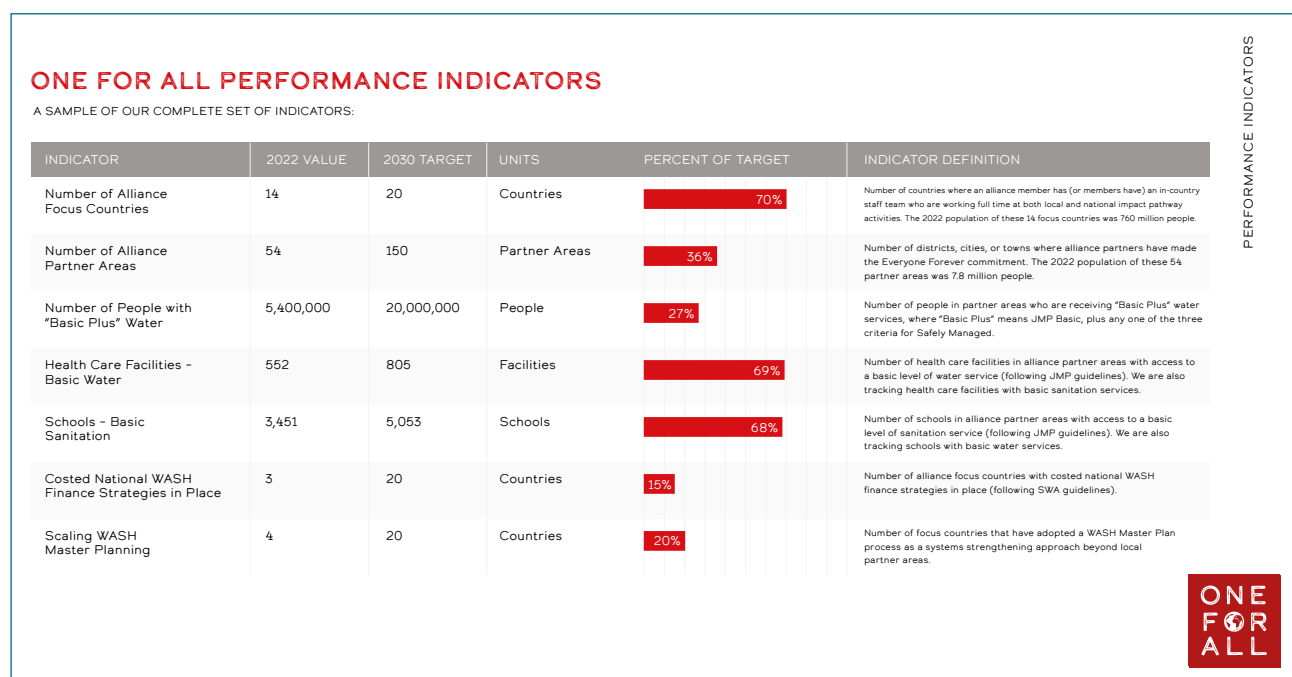 ONE FOR ALL PERFORMANCE INDICATORS
A SAMPLE OF OUR COMPLETE SET OF INDICATORS:
INDICATOR 2022 VALUE 2030 TARGET UNITS PERCENT OF TARGET INDICATOR DEFINITION
Number of Alliance
Focus Countries
14
20
Countries
70%
Number of countries where an alliance member has (or members have) an in-country
staff team who are working full time at both local and national impact pathway
activities. The 2022 population of these 14 focus countries was 760 million people.
Number of Alliance
Partner Areas
54
150
Partner Areas
36%
Number of districts, cities, or towns where alliance partners have made
the Everyone Forever commitment. The 2022 population of these 54
partner areas was 7.8 million people.
Number of People with
"Basic Plus" Water
5,400,000
20,000,000
People
27%
Number of people in partner areas who are receiving "Basic Plus" water
services, where "Basic Plus" means JMP Basic, plus any one of the three
criteria for Safely Managed.
Health Care Facilities –
Basic Water
552
805
Facilities
69%
Number of health care facilities in alliance partner areas with access to
a basic level of water service (following JMP guidelines). We are also
tracking health care facilities with basic sanitation services.
Schools – Basic
Sanitation
3,451
5,053
Schools
68%
Number of schools in alliance partner areas with access to a basic
level of sanitation service (following JMP guidelines). We are also
tracking schools with basic water services.
Costed National WASH
Finance Strategies in Place
3
20
Countries
15%
Number of alliance focus countries with costed national WASH
finance strategies in place (following SWA guidelines).
Scaling WASH
Master Planning
4
20
Countries
20%
Number of focus countries that have adopted a WASH Master Plan
process as a systems strengthening approach beyond local
partner areas.
PERFORMANCE INDICATORS
ONE
FOR
ALL